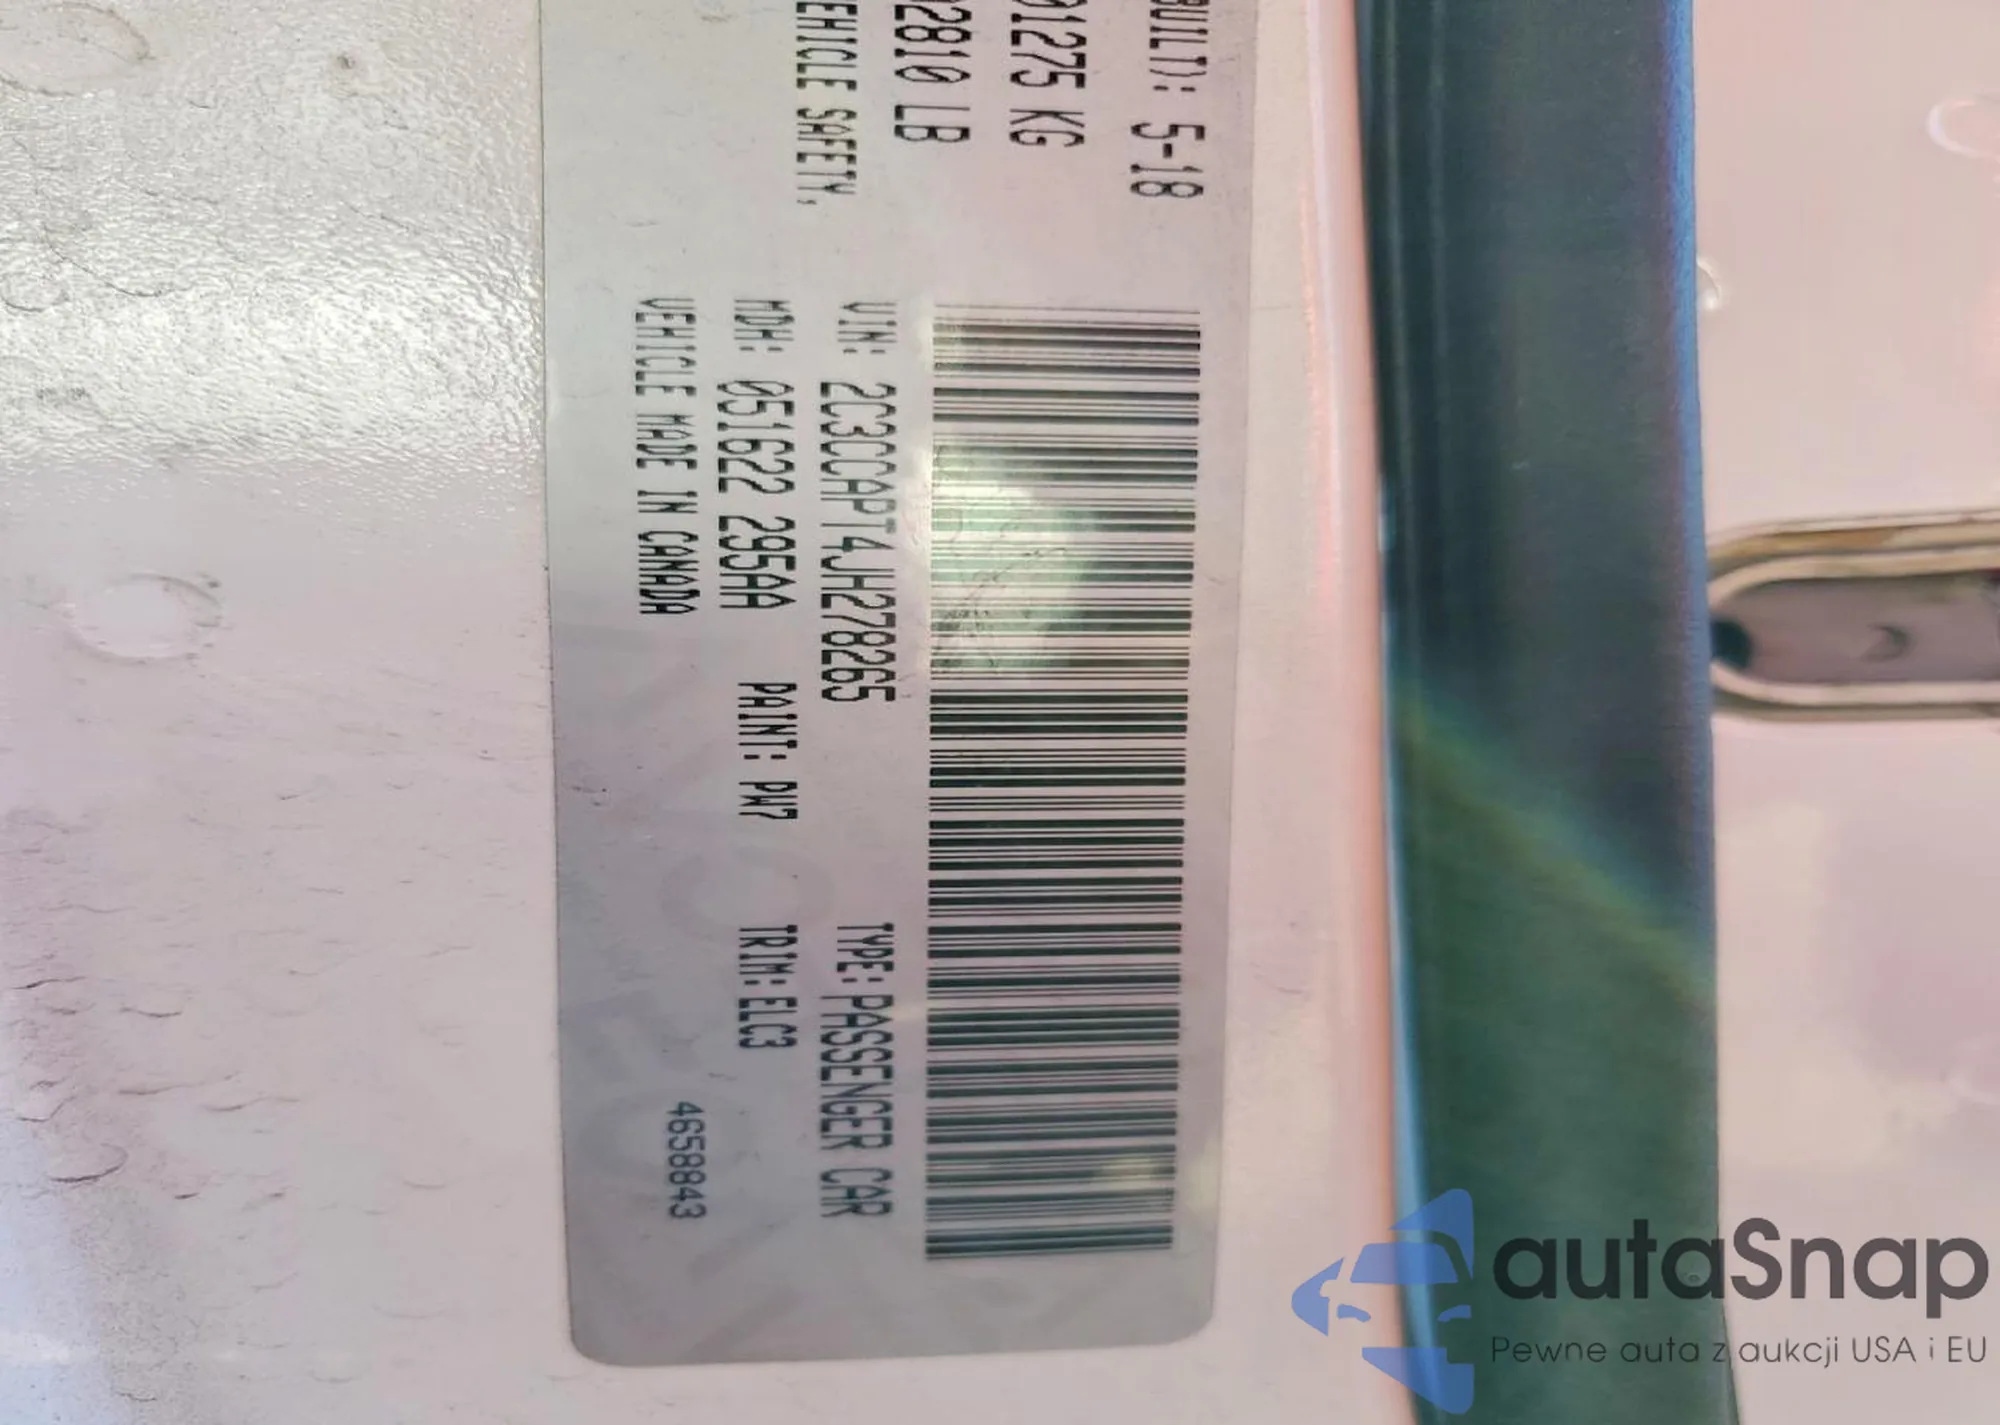 BUILT): 5-18
01275 KG
02810 LB
VEHICLE SAFETY,
VIN: 2C3CCAPT4JH278265 TYPE: PASSENGER CAR
MDH: 051622 295AA PAINT: PW7 TRIM: ELC3
VEHICLE MADE IN CANADA
4658843
autaSnap
Pewne auta z aukcji USA i EU